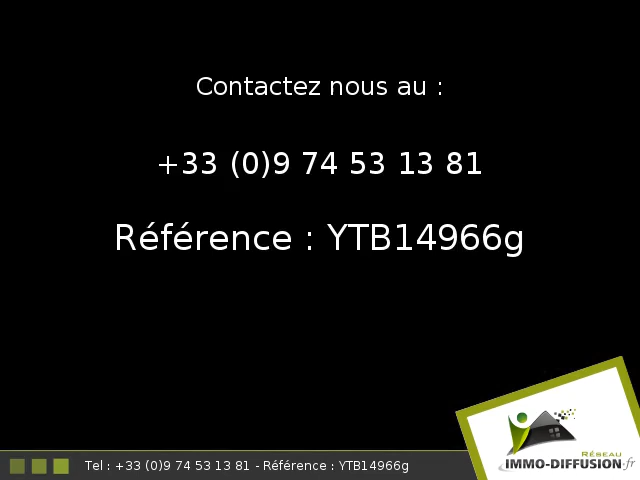 Contactez nous au :
+33 (0)9 74 53 13 81
Référence : YTB14966g
RÉSEAU
IMMO-DIFFUSION.fr
Tel : +33 (0)9 74 53 13 81 - Référence : YTB14966g